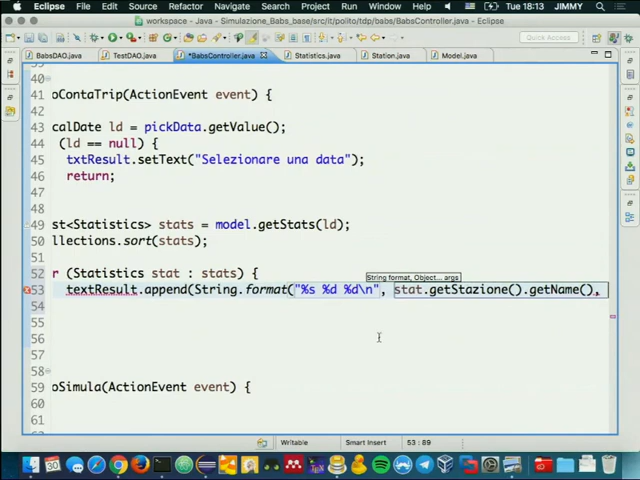 Eclipse File Edit Source Refactor Navigate Search Project Run Window Help Tue 18:13 JIMMY
workspace - Java - Simulazione_Babs_base/src/it/polito/tdp/babs/BabsController.java - Eclipse
Quick Access
BabsDAO.java TestDAO.java *BabsController.java Statistics.java Station.java Model.java
40
41 oContaTrip(ActionEvent event) {
42
43 calDate ld = pickData.getValue();
44 (ld == null) {
45 txtResult.setText("Selezionare una data");
46 return;
47
48
49 st<Statistics> stats = model.getStats(ld);
50 llections.sort(stats);
51
52 r (Statistics stat : stats) {
String format, Object... args
53 textResult.append(String.format("%s %d %d\n", stat.getStazione().getName(),
54
55
56
58
59 oSimula(ActionEvent event) {
60
61
Writable Smart Insert 53 : 89